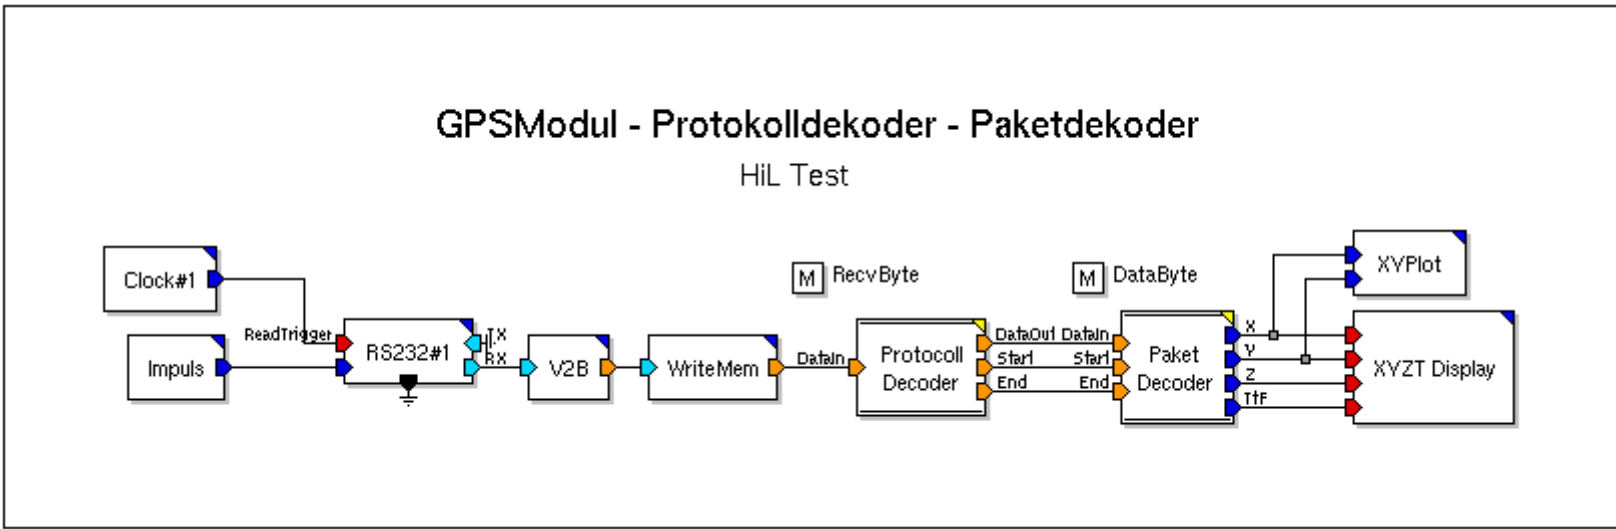 GPSModul - Protokolldekoder - Paketdekoder
HiL Test
Clock#1
Impuls
ReadTrigger
RS232#1
TX
RX
V2B
WriteMem
M RecvByte
DataIn
Protocoll
Decoder
DataOut
Start
End
M DataByte
DataIn
Start
End
Paket
Decoder
X
Y
Z
TfF
XYPlot
XYZT Display